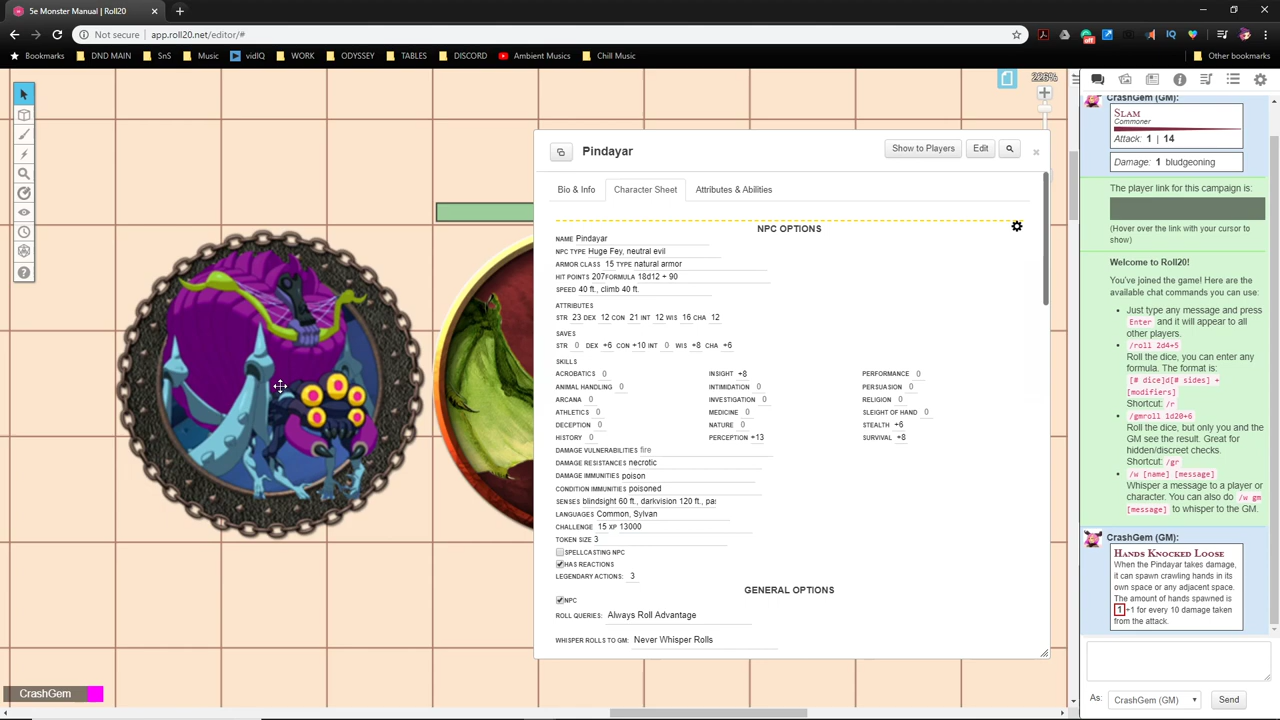 5e Monster Manual | Roll20
Not secure | app.roll20.net/editor/#
Bookmarks DND MAIN SnS Music vidIQ WORK ODYSSEY TABLES DISCORD Ambient Musics Chill Music Other bookmarks
226%
Pindayar
Show to Players Edit
Bio & Info Character Sheet Attributes & Abilities
NPC OPTIONS
NAME Pindayar
NPC TYPE Huge Fey, neutral evil
ARMOR CLASS 15 TYPE natural armor
HIT POINTS 207 FORMULA 18d12 + 90
SPEED 40 ft., climb 40 ft.
ATTRIBUTES
STR 23 DEX 12 CON 21 INT 12 WIS 16 CHA 12
SAVES
STR 0 DEX +6 CON +10 INT 0 WIS +8 CHA +6
SKILLS
ACROBATICS 0 INSIGHT +8 PERFORMANCE 0
ANIMAL HANDLING 0 INTIMIDATION 0 PERSUASION 0
ARCANA 0 INVESTIGATION 0 RELIGION 0
ATHLETICS 0 MEDICINE 0 SLEIGHT OF HAND 0
DECEPTION 0 NATURE 0 STEALTH +6
HISTORY 0 PERCEPTION +13 SURVIVAL +8
DAMAGE VULNERABILITIES fire
DAMAGE RESISTANCES necrotic
DAMAGE IMMUNITIES poison
CONDITION IMMUNITIES poisoned
SENSES blindsight 60 ft., darkvision 120 ft., pas
LANGUAGES Common, Sylvan
CHALLENGE 15 XP 13000
TOKEN SIZE 3
SPELLCASTING NPC
HAS REACTIONS
LEGENDARY ACTIONS: 3
GENERAL OPTIONS
NPC
ROLL QUERIES: Always Roll Advantage
WHISPER ROLLS TO GM: Never Whisper Rolls
CrashGem
CrashGem (GM):
SLAM
Commoner
Attack: 1 | 14
Damage: 1 bludgeoning
The player link for this campaign is:
(Hover over the link with your cursor to
show)
Welcome to Roll20!
You've joined the game! Here are the
available chat commands you can use:
Just type any message and press
Enter and it will appear to all
other players.
/roll 2d4+5
Roll the dice, you can enter any
formula. The format is:
[# dice]d[# sides] +
[modifiers]
Shortcut: /r
/gmroll 1d20+6
Roll dice, but only you and the
GM see the result. Great for
hidden/discreet checks.
Shortcut: /gr
/w [name] [message]
Whisper a message to a player or
character. You can also do /w gm
[message] to whisper to the GM.
CrashGem (GM):
HANDS KNOCKED LOOSE
When the Pindayar takes damage,
it can spawn crawling hands in its
own space or any adjacent space.
The amount of hands spawned is
1 +1 for every 10 damage taken
from the attack.
As: CrashGem (GM) Send